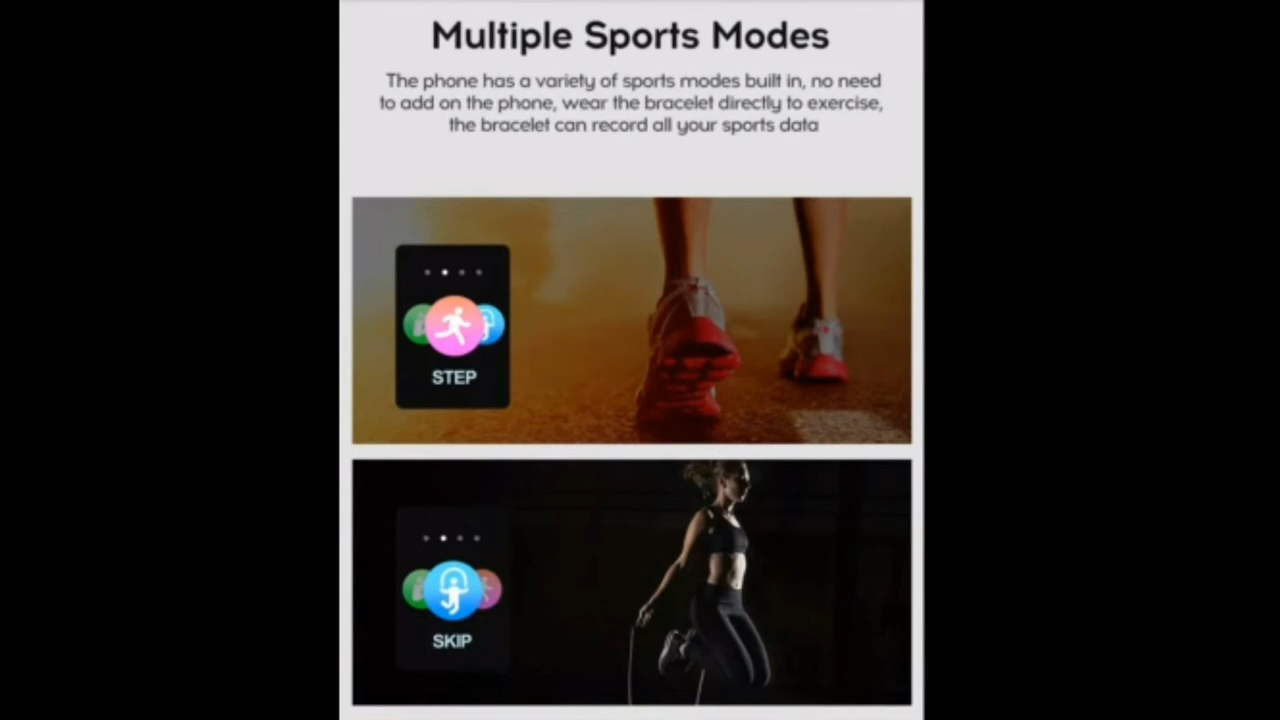 Multiple Sports Modes
The phone has a variety of sports modes built in, no need
to add on the phone, wear the bracelet directly to exercise,
the bracelet can record all your sports data
STEP
SKIP